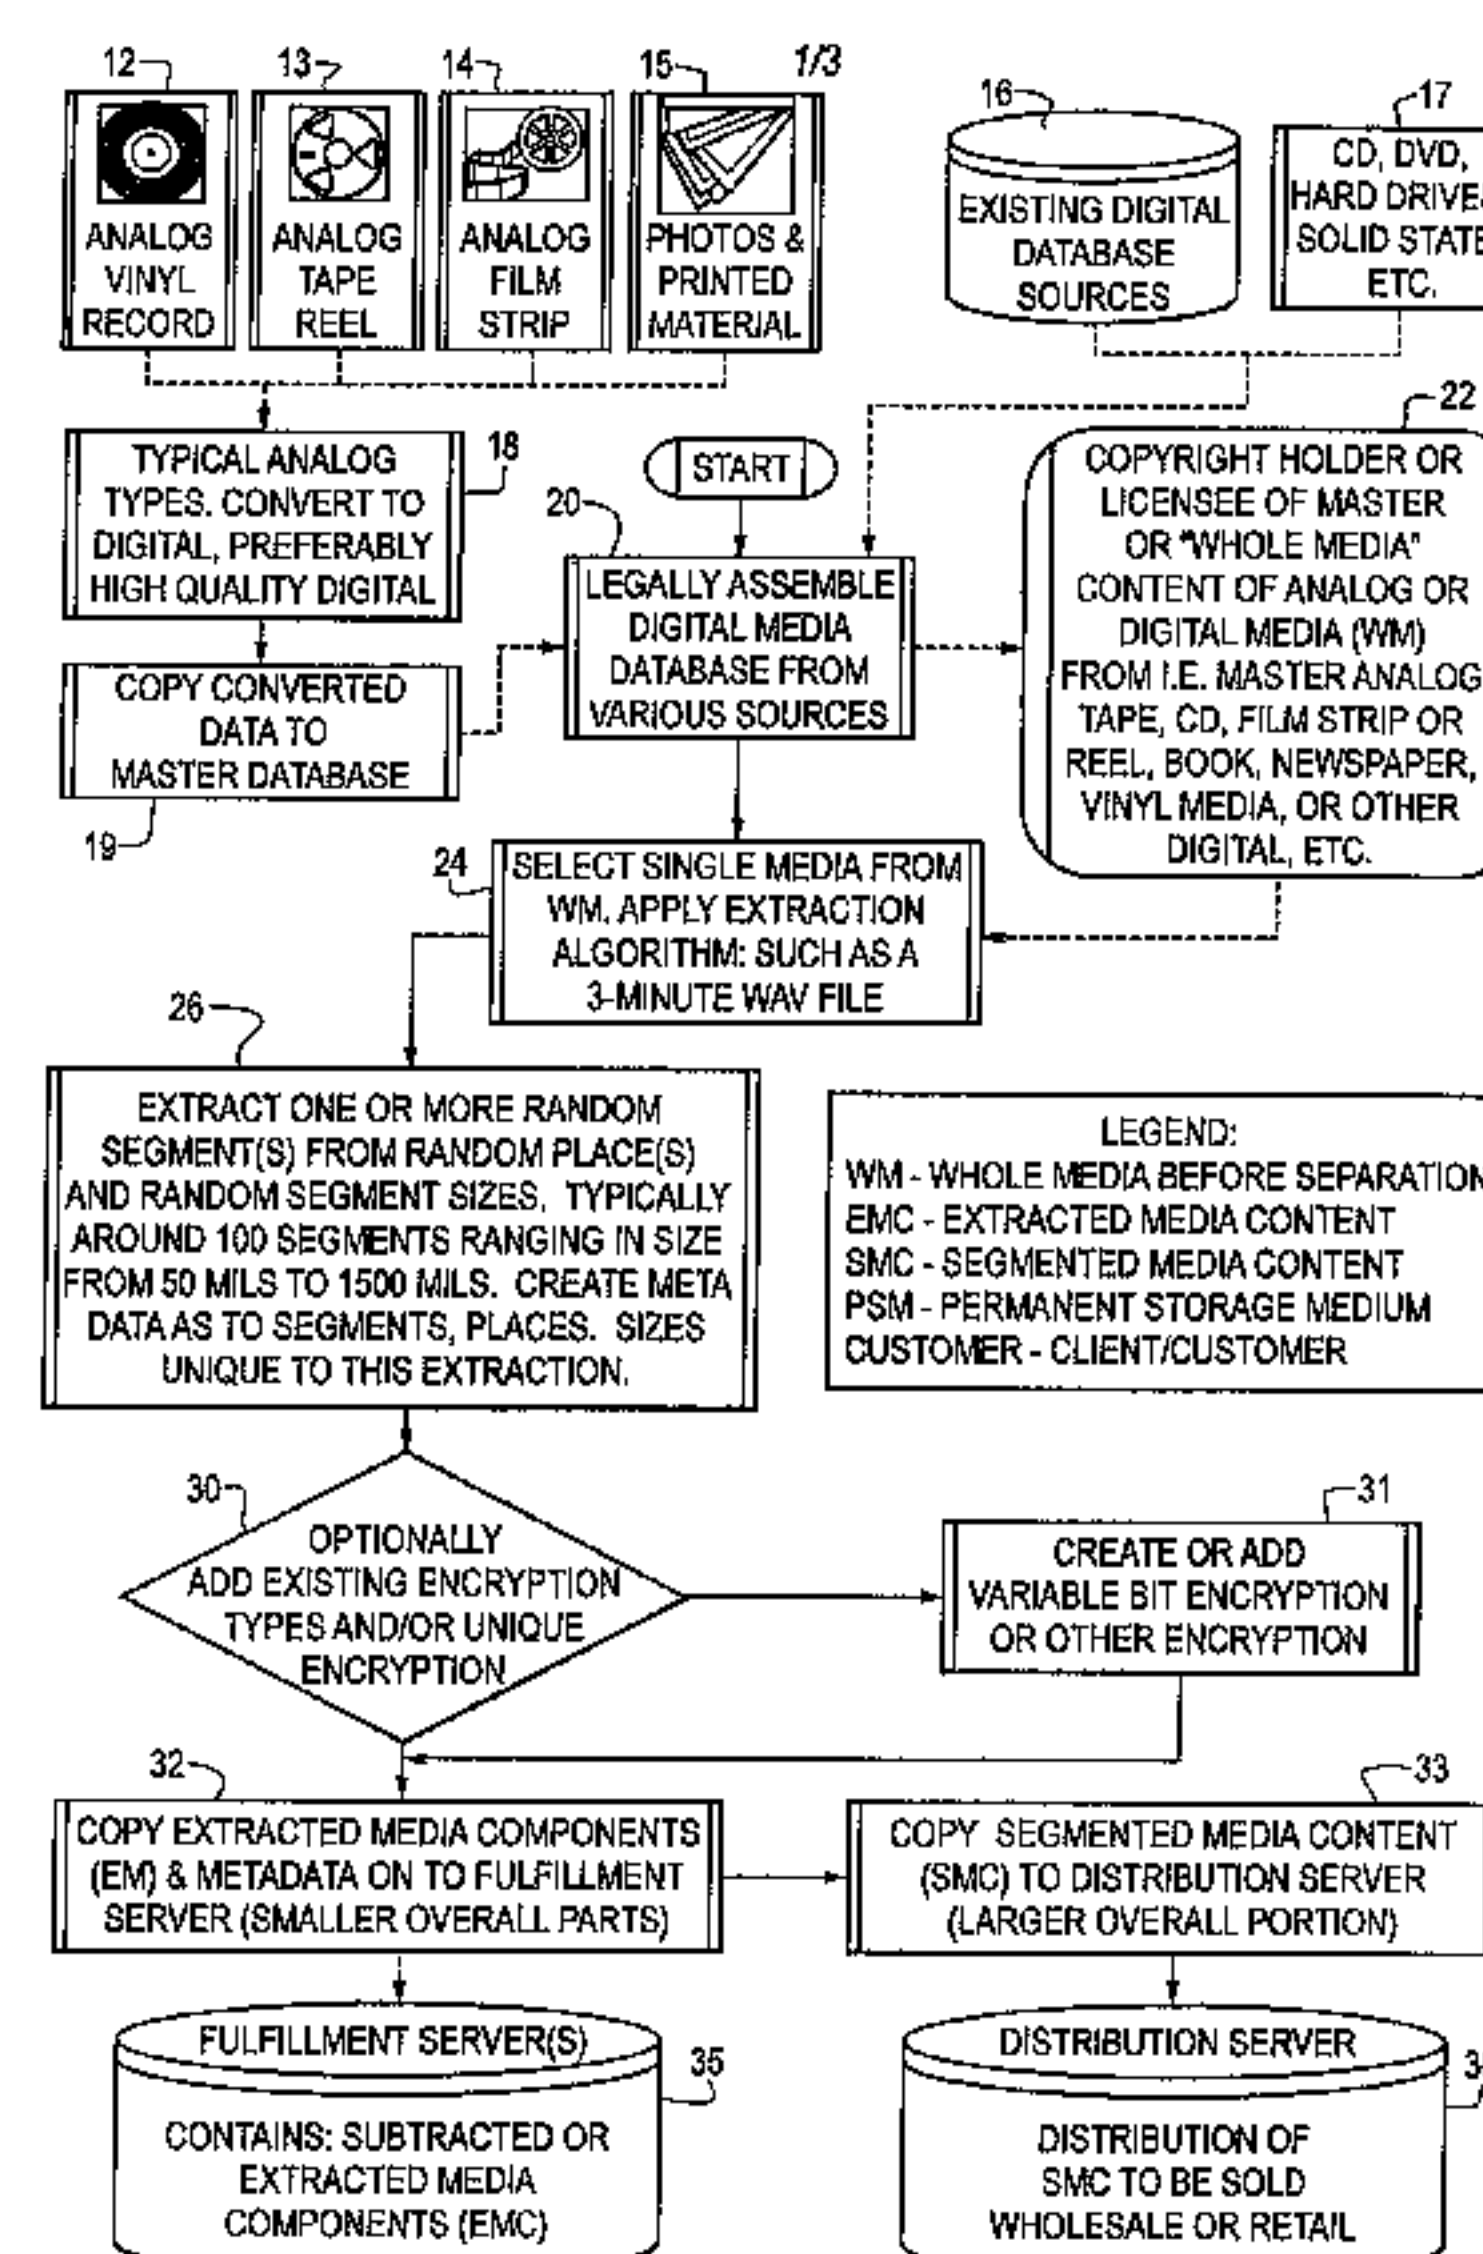 12
13
14
15
1/3
16
17
ANALOG
VINYL
RECORD
ANALOG
TAPE
REEL
ANALOG
FILM
STRIP
PHOTOS &
PRINTED
MATERIAL
EXISTING DIGITAL
DATABASE
SOURCES
CD, DVD,
HARD DRIVE
SOLID STATE
ETC.
TYPICAL ANALOG
TYPES. CONVERT TO
DIGITAL, PREFERABLY
HIGH QUALITY DIGITAL
18
COPY CONVERTED
DATA TO
MASTER DATABASE
19
START
20
LEGALLY ASSEMBLE
DIGITAL MEDIA
DATABASE FROM
VARIOUS SOURCES
22
COPYRIGHT HOLDER OR
LICENSEE OF MASTER
OR "WHOLE MEDIA"
CONTENT OF ANALOG OR
DIGITAL MEDIA (WM)
FROM I.E. MASTER ANALOG
TAPE, CD, FILM STRIP OR
REEL, BOOK, NEWSPAPER,
VINYL MEDIA, OR OTHER
DIGITAL, ETC.
24
SELECT SINGLE MEDIA FROM
WM. APPLY EXTRACTION
ALGORITHM: SUCH AS A
3-MINUTE WAV FILE
26
EXTRACT ONE OR MORE RANDOM
SEGMENT(S) FROM RANDOM PLACE(S)
AND RANDOM SEGMENT SIZES. TYPICALLY
AROUND 100 SEGMENTS RANGING IN SIZE
FROM 50 MILS TO 1500 MILS. CREATE META
DATA AS TO SEGMENTS, PLACES. SIZES
UNIQUE TO THIS EXTRACTION.
LEGEND:
WM - WHOLE MEDIA BEFORE SEPARATION
EMC - EXTRACTED MEDIA CONTENT
SMC - SEGMENTED MEDIA CONTENT
PSM - PERMANENT STORAGE MEDIUM
CUSTOMER - CLIENT/CUSTOMER
30
OPTIONALLY
ADD EXISTING ENCRYPTION
TYPES AND/OR UNIQUE
ENCRYPTION
31
CREATE OR ADD
VARIABLE BIT ENCRYPTION
OR OTHER ENCRYPTION
32
COPY EXTRACTED MEDIA COMPONENTS
(EM) & METADATA ON TO FULFILLMENT
SERVER (SMALLER OVERALL PARTS)
33
COPY SEGMENTED MEDIA CONTENT
(SMC) TO DISTRIBUTION SERVER
(LARGER OVERALL PORTION)
FULFILLMENT SERVER(S)
35
CONTAINS: SUBTRACTED OR
EXTRACTED MEDIA
COMPONENTS (EMC)
DISTRIBUTION SERVER
DISTRIBUTION OF
SMC TO BE SOLD
WHOLESALE OR RETAIL